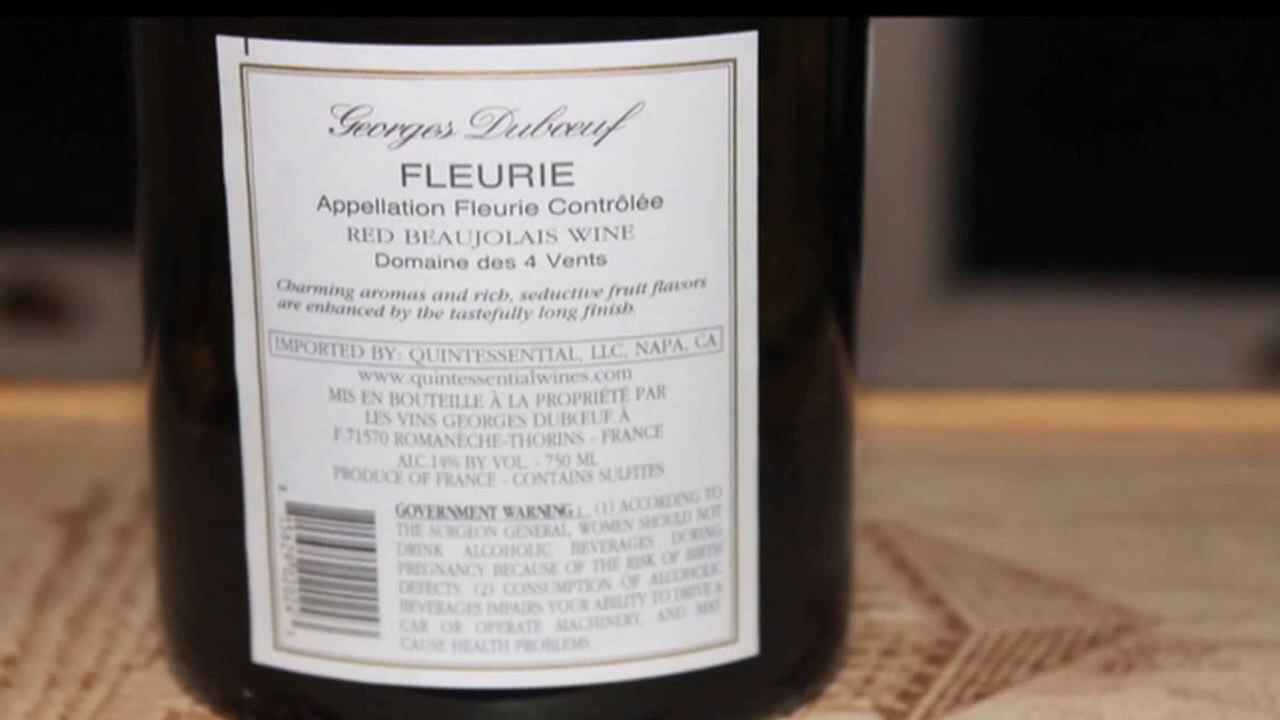 Georges Dubœuf
FLEURIE
Appellation Fleurie Contrôlée
RED BEAUJOLAIS WINE
Domaine des 4 Vents
Charming aromas and rich, seductive fruit flavors
are enhanced by the tastefully long finish.
IMPORTED BY: QUINTESSENTIAL, LLC, NAPA, CA
www.quintessentialwines.com
MIS EN BOUTEILLE À LA PROPRIÉTÉ PAR
LES VINS GEORGES DUBŒUF À
F.71570 ROMANÈCHE-THORINS - FRANCE
ALC.14% BY VOL. - 750 ML
PRODUCE OF FRANCE - CONTAINS SULFITES
GOVERNMENT WARNING : (1) ACCORDING TO
THE SURGEON GENERAL, WOMEN SHOULD NOT
DRINK ALCOHOLIC BEVERAGES DURING
PREGNANCY BECAUSE OF THE RISK OF BIRTH
DEFECTS. (2) CONSUMPTION OF ALCOHOLIC
BEVERAGES IMPAIRS YOUR ABILITY TO DRIVE A
CAR OR OPERATE MACHINERY, AND MAY
CAUSE HEALTH PROBLEMS.